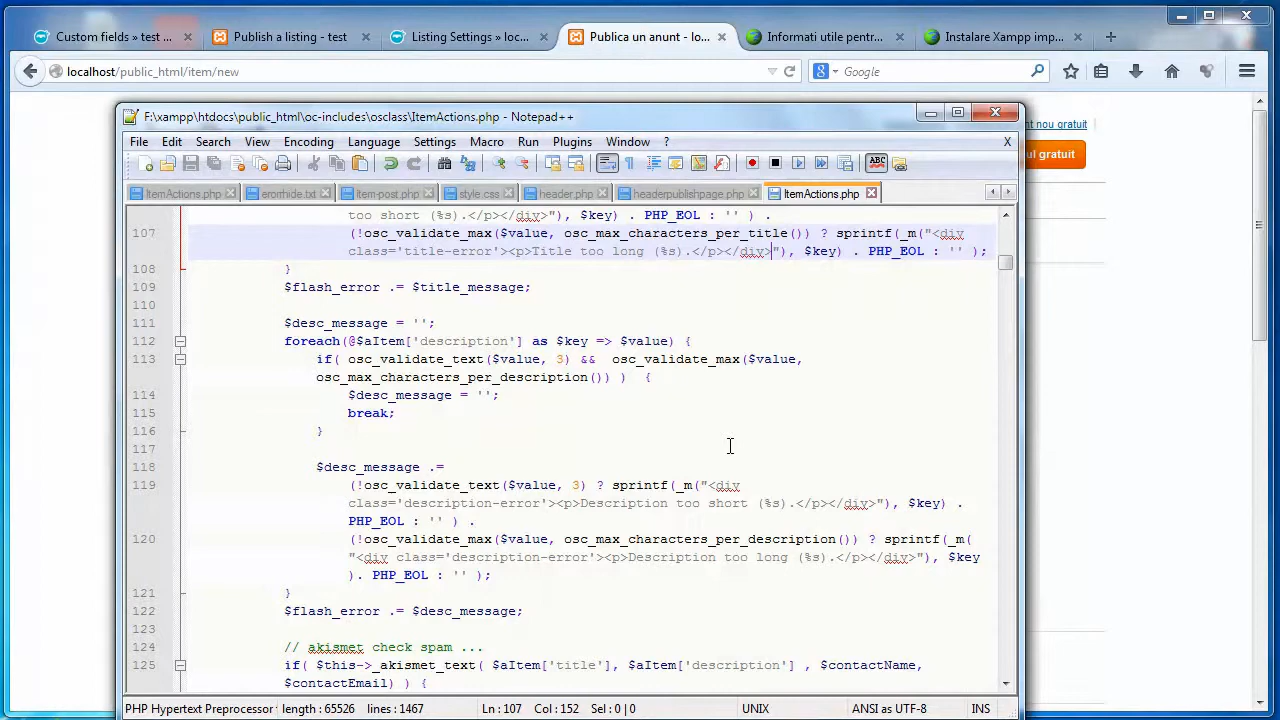 Custom fields » test ...
Publish a listing - test
Listing Settings » loc...
Publica un anunt - lo...
Informati utile pentr...
Instalare Xampp imp...
localhost/public_html/item/new
Google
F:\xampp\htdocs\public_html\oc-includes\osclass\ItemActions.php - Notepad++
nt nou gratuit
ul gratuit
File Edit Search View Encoding Language Settings Macro Run Plugins Window ? X
ItemActions.php erorrhide.txt item-post.php style.css header.php headerpublishpage.php ItemActions.php
too short (%s).</p></div>"), $key) . PHP_EOL : '' ) .
107 (!osc_validate_max($value, osc_max_characters_per_title()) ? sprintf(_m("<div
class='title-error'><p>Title too long (%s).</p></div>"), $key) . PHP_EOL : '' );
108 }
109 $flash_error .= $title_message;
110
111 $desc_message = '';
112 foreach(@$aItem['description'] as $key => $value) {
113 if( osc_validate_text($value, 3) && osc_validate_max($value,
osc_max_characters_per_description()) ) {
114 $desc_message = '';
115 break;
116 }
117
118 $desc_message .=
119 (!osc_validate_text($value, 3) ? sprintf(_m("<div
class='description-error'><p>Description too short (%s).</p></div>"), $key) .
PHP_EOL : '' ) .
120 (!osc_validate_max($value, osc_max_characters_per_description()) ? sprintf(_m(
"<div class='description-error'><p>Description too long (%s).</p></div>"), $key
). PHP_EOL : '' );
121 }
122 $flash_error .= $desc_message;
123
124 // akismet check spam ...
125 if( $this->_akismet_text( $aItem['title'], $aItem['description'] , $contactName,
$contactEmail) ) {
PHP Hypertext Preprocessor length : 65526 lines : 1467 Ln : 107 Col : 152 Sel : 0 | 0 UNIX ANSI as UTF-8 INS